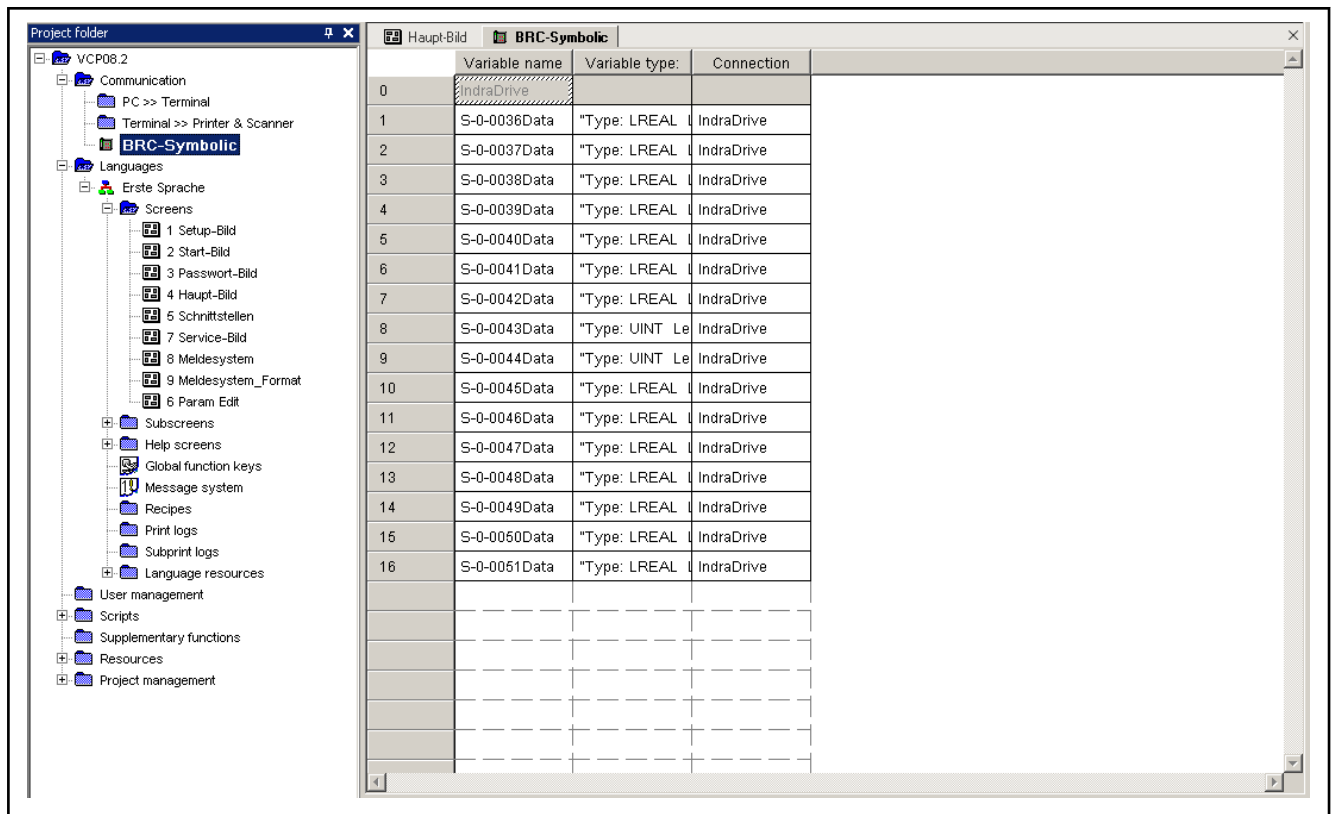 Project folder
VCP08.2
Communication
PC >> Terminal
Terminal >> Printer & Scanner
BRC-Symbolic
Languages
Erste Sprache
Screens
1 Setup-Bild
2 Start-Bild
3 Passwort-Bild
4 Haupt-Bild
5 Schnittstellen
7 Service-Bild
8 Meldesystem
9 Meldesystem_Format
6 Param Edit
Subscreens
Help screens
Global function keys
Message system
Recipes
Print logs
Subprint logs
Language resources
User management
Scripts
Supplementary functions
Resources
Project management
Haupt-Bild BRC-Symbolic
Variable name Variable type: Connection
0 IndraDrive
1 S-0-0036Data "Type: LREAL L IndraDrive
2 S-0-0037Data "Type: LREAL L IndraDrive
3 S-0-0038Data "Type: LREAL L IndraDrive
4 S-0-0039Data "Type: LREAL L IndraDrive
5 S-0-0040Data "Type: LREAL L IndraDrive
6 S-0-0041Data "Type: LREAL L IndraDrive
7 S-0-0042Data "Type: LREAL L IndraDrive
8 S-0-0043Data "Type: UINT Le IndraDrive
9 S-0-0044Data "Type: UINT Le IndraDrive
10 S-0-0045Data "Type: LREAL L IndraDrive
11 S-0-0046Data "Type: LREAL L IndraDrive
12 S-0-0047Data "Type: LREAL L IndraDrive
13 S-0-0048Data "Type: LREAL L IndraDrive
14 S-0-0049Data "Type: LREAL L IndraDrive
15 S-0-0050Data "Type: LREAL L IndraDrive
16 S-0-0051Data "Type: LREAL L IndraDrive